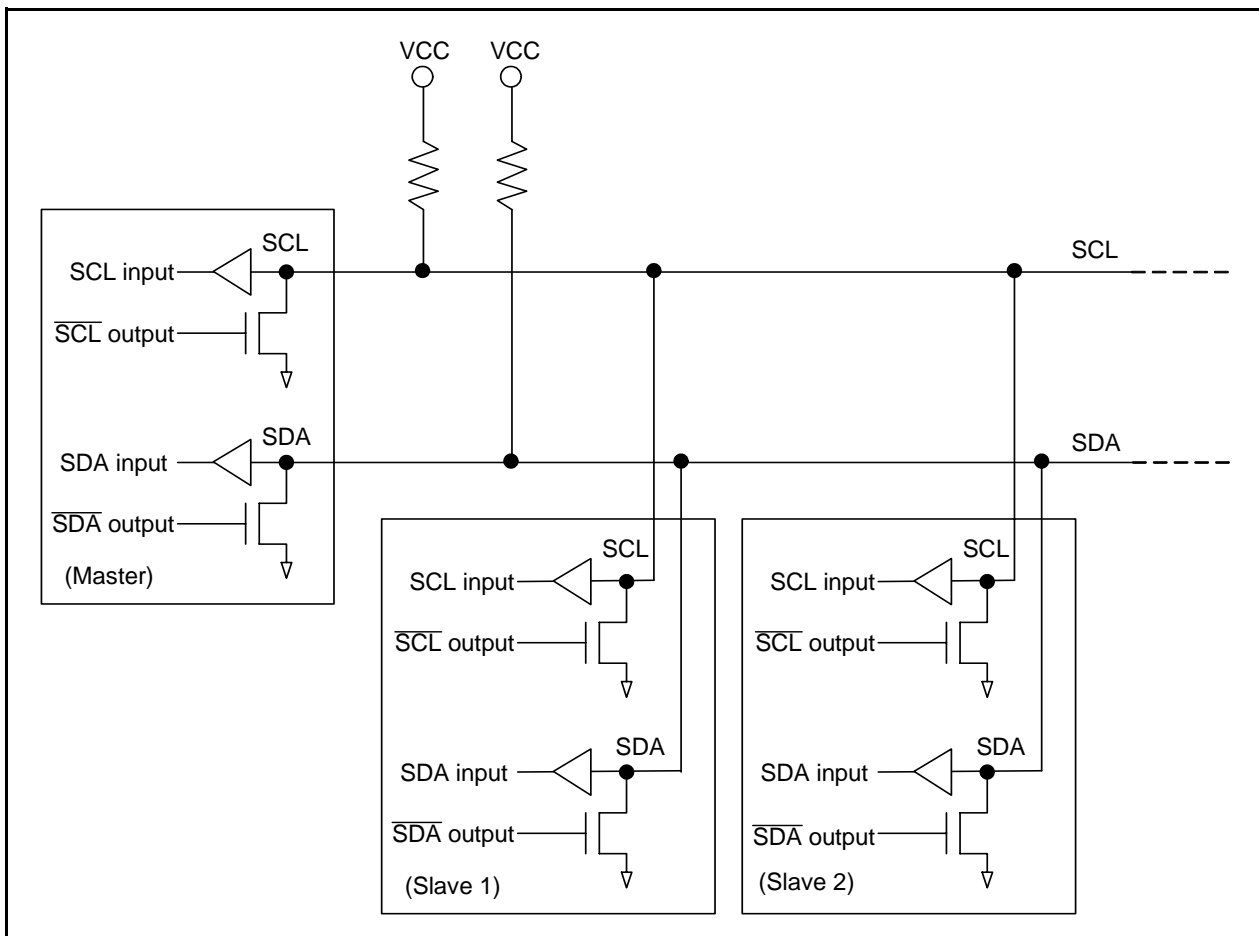 VCC VCC
SCL
SCL input
SCL output
SCL
SDA
SDA input
SDA output
(Master)
SDA
SCL
SCL input
SCL output
SDA
SDA input
SDA output
(Slave 1)
SCL
SCL input
SCL output
SDA
SDA input
SDA output
(Slave 2)